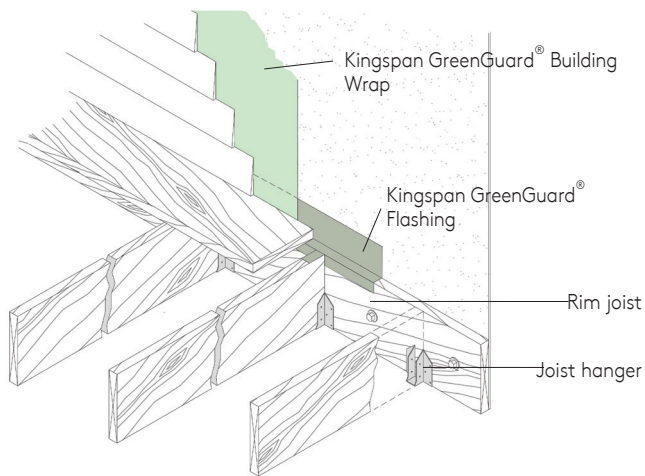 Kingspan GreenGuard® Building
Wrap
Kingspan GreenGuard®
Flashing
Rim joist
Joist hanger